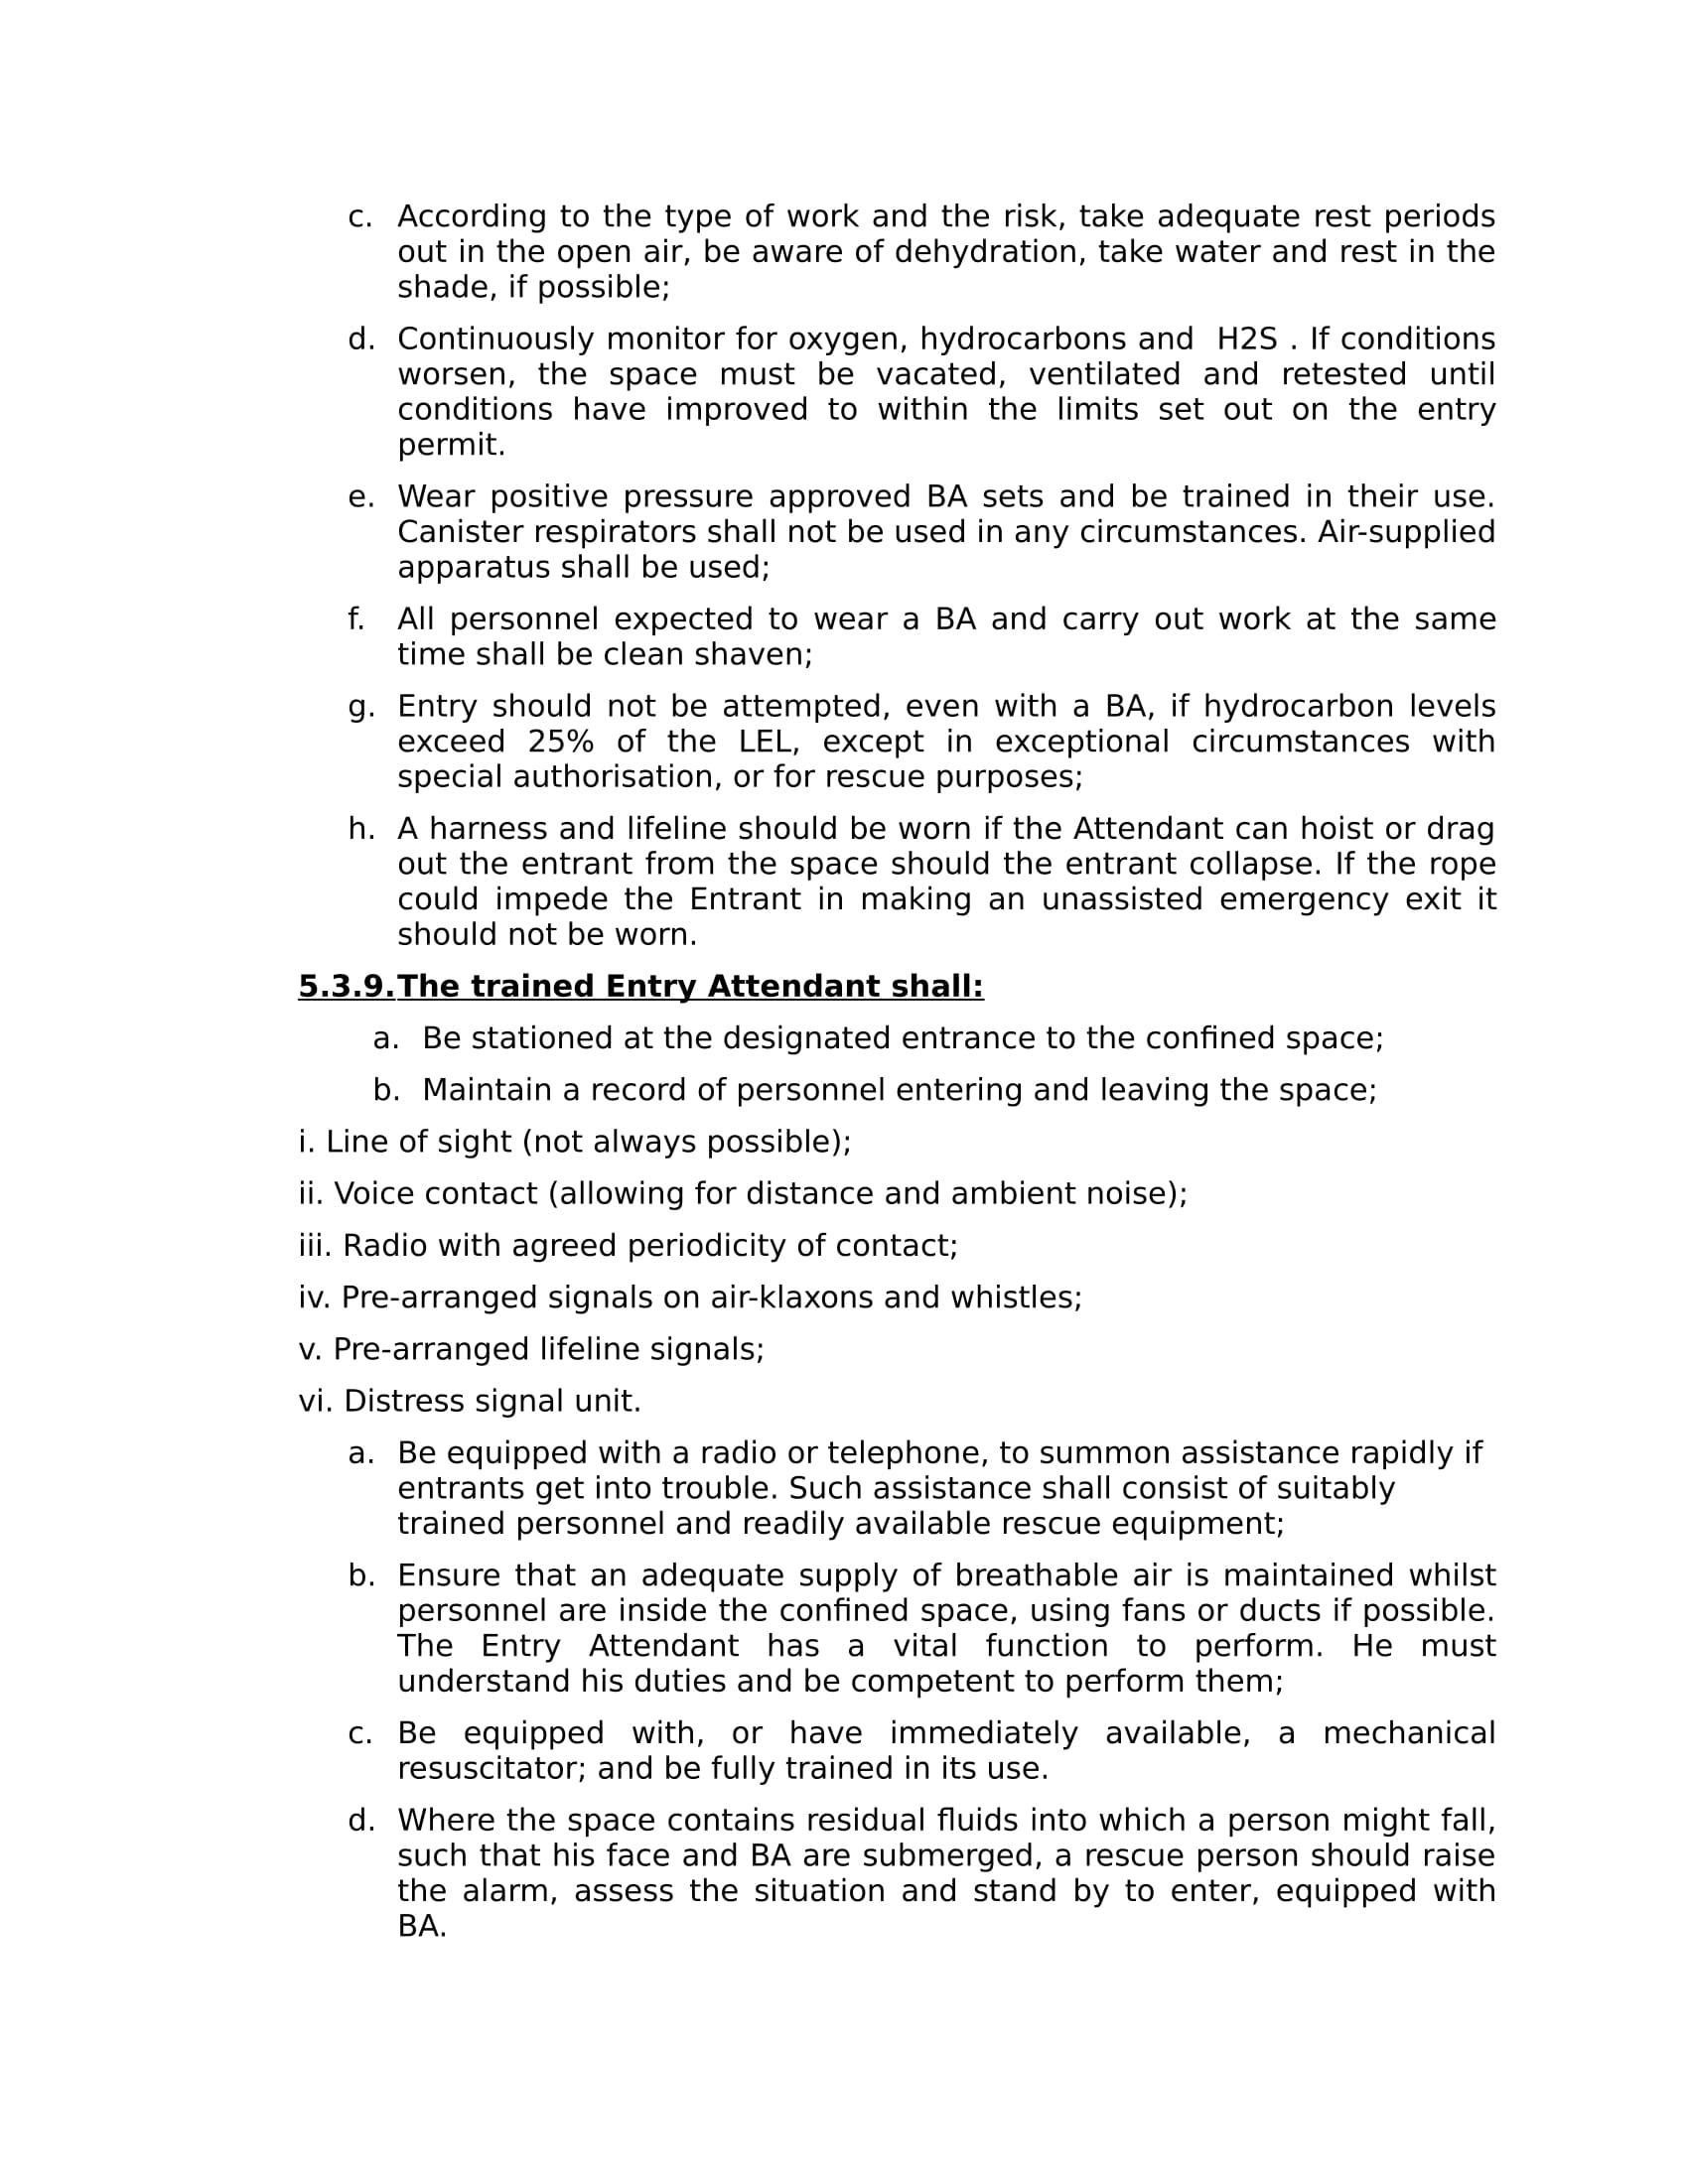 c. According to the type of work and the risk, take adequate rest periods
out in the open air, be aware of dehydration, take water and rest in the
shade, if possible;
d. Continuously monitor for oxygen, hydrocarbons and  H2S . If conditions
worsen, the space must be vacated, ventilated and retested until
conditions have improved to within the limits set out on the entry
permit.
e. Wear positive pressure approved BA sets and be trained in their use.
Canister respirators shall not be used in any circumstances. Air-supplied
apparatus shall be used;
f. All personnel expected to wear a BA and carry out work at the same
time shall be clean shaven;
g. Entry should not be attempted, even with a BA, if hydrocarbon levels
exceed 25% of the LEL, except in exceptional circumstances with
special authorisation, or for rescue purposes;
h. A harness and lifeline should be worn if the Attendant can hoist or drag
out the entrant from the space should the entrant collapse. If the rope
could impede the Entrant in making an unassisted emergency exit it
should not be worn.
5.3.9. The trained Entry Attendant shall:
a. Be stationed at the designated entrance to the confined space;
b. Maintain a record of personnel entering and leaving the space;
i. Line of sight (not always possible);
ii. Voice contact (allowing for distance and ambient noise);
iii. Radio with agreed periodicity of contact;
iv. Pre-arranged signals on air-klaxons and whistles;
v. Pre-arranged lifeline signals;
vi. Distress signal unit.
a. Be equipped with a radio or telephone, to summon assistance rapidly if
entrants get into trouble. Such assistance shall consist of suitably
trained personnel and readily available rescue equipment;
b. Ensure that an adequate supply of breathable air is maintained whilst
personnel are inside the confined space, using fans or ducts if possible.
The Entry Attendant has a vital function to perform. He must
understand his duties and be competent to perform them;
c. Be equipped with, or have immediately available, a mechanical
resuscitator; and be fully trained in its use.
d. Where the space contains residual fluids into which a person might fall,
such that his face and BA are submerged, a rescue person should raise
the alarm, assess the situation and stand by to enter, equipped with
BA.